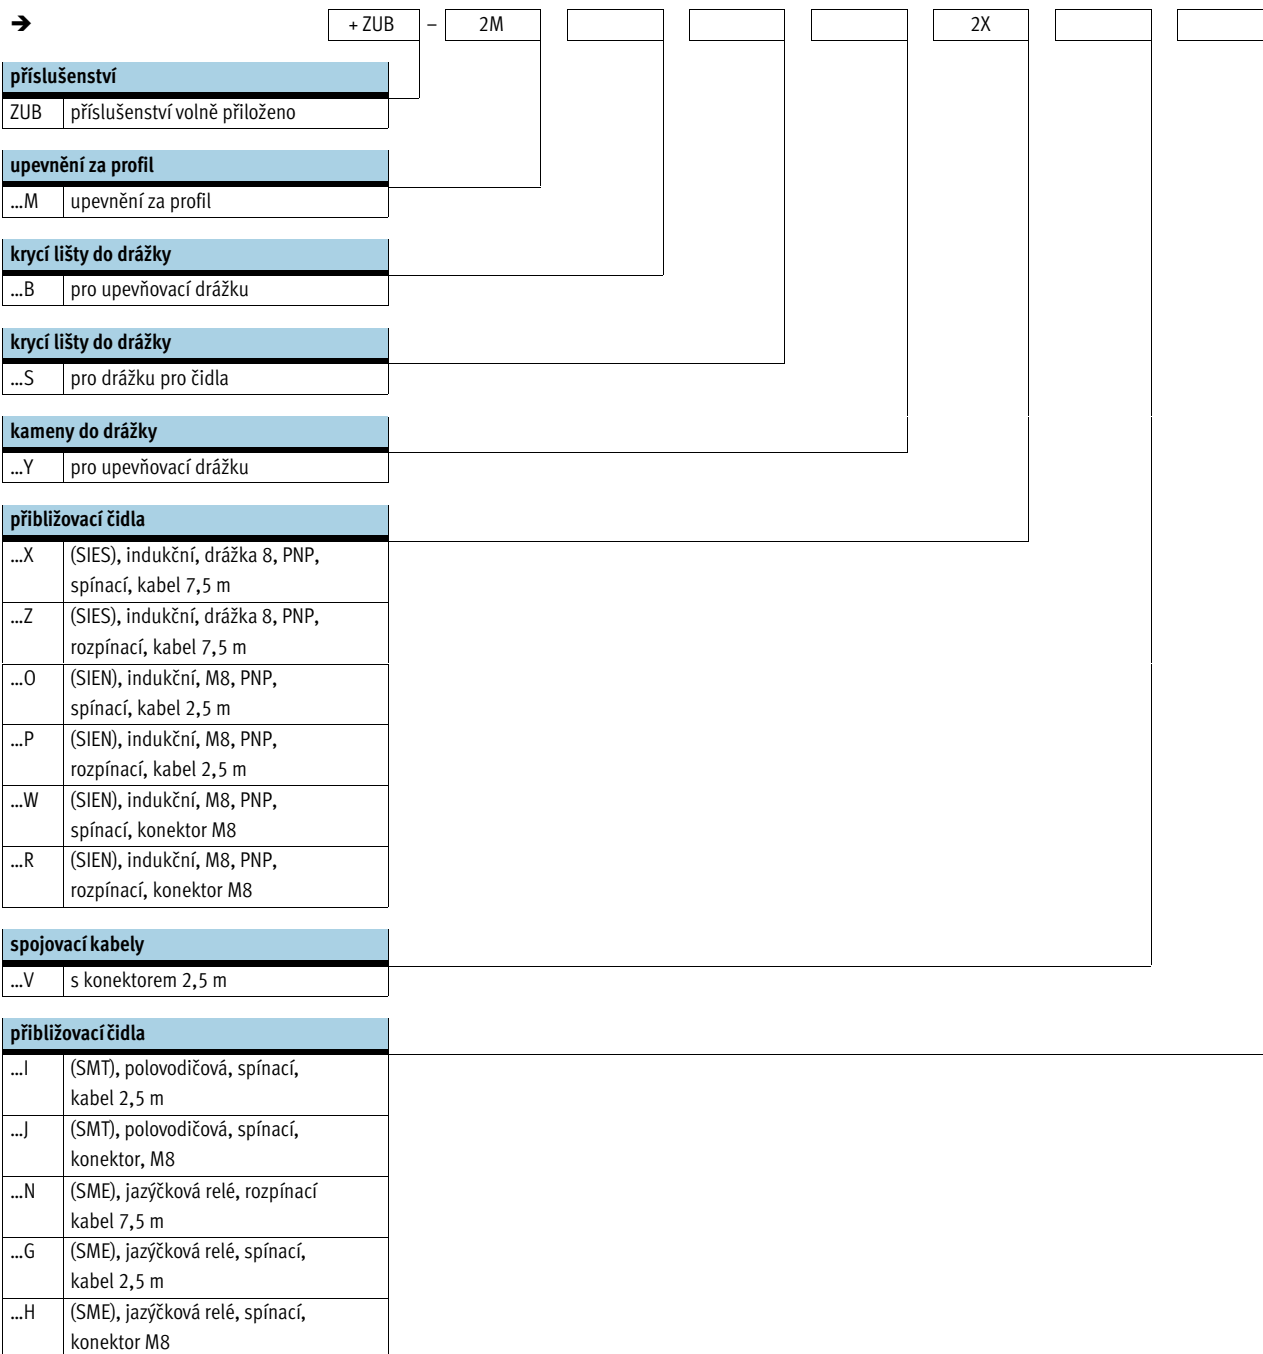 ➔ + ZUB – 2M 2X
příslušenství
ZUB příslušenství volně přiloženo
upevnění za profil
...M upevnění za profil
krycí lišty do drážky
...B pro upevňovací drážku
krycí lišty do drážky
...S pro drážku pro čidla
kameny do drážky
...Y pro upevňovací drážku
přibližovací čidla
...X (SIES), indukční, drážka 8, PNP,
spínací, kabel 7,5 m
...Z (SIES), indukční, drážka 8, PNP,
rozpínací, kabel 7,5 m
...O (SIEN), indukční, M8, PNP,
spínací, kabel 2,5 m
...P (SIEN), indukční, M8, PNP,
rozpínací, kabel 2,5 m
...W (SIEN), indukční, M8, PNP,
spínací, konektor M8
...R (SIEN), indukční, M8, PNP,
rozpínací, konektor M8
spojovací kabely
...V s konektorem 2,5 m
přibližovací čidla
...I (SMT), polovodičová, spínací,
kabel 2,5 m
...J (SMT), polovodičová, spínací,
konektor, M8
...N (SME), jazýčková relé, rozpínací
kabel 7,5 m
...G (SME), jazýčková relé, spínací,
kabel 2,5 m
...H (SME), jazýčková relé, spínací,
konektor M8